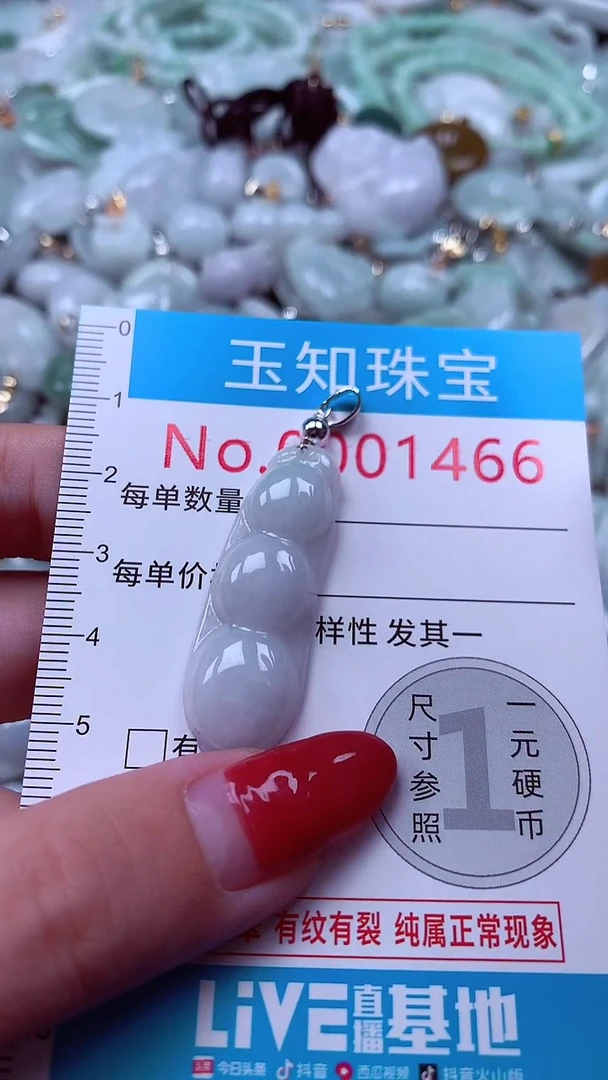 玉知珠宝
No.0001466
每单数量
每单价
样性 发其一
有
尺寸参照
1
一元硬币
有纹有裂 纯属正常现象
LiVE直播基地
今日头条 抖音 西瓜视频 抖音火山版
0
1
2
3
4
5